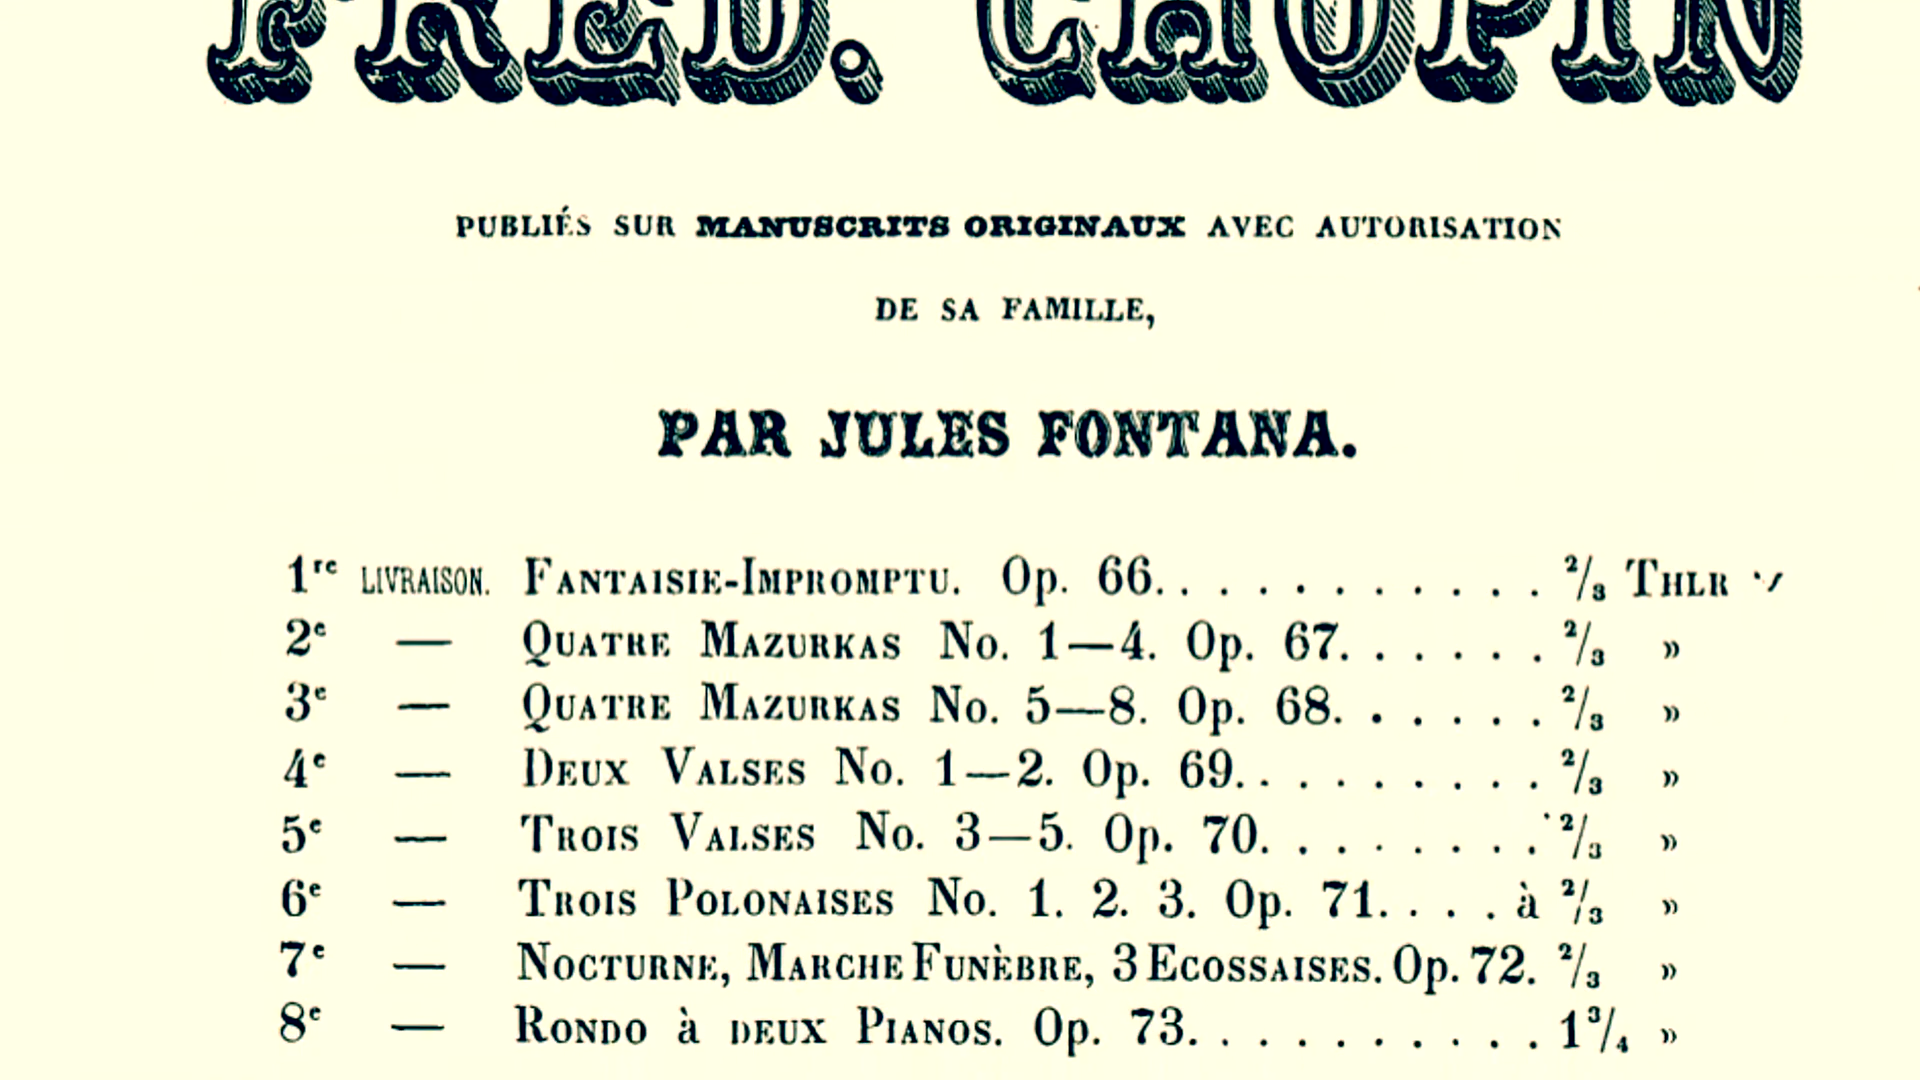 FRED. CHOPIN
PUBLIÉS SUR MANUSCRITS ORIGINAUX AVEC AUTORISATION
DE SA FAMILLE,
PAR JULES FONTANA.
1re LIVRAISON. FANTAISIE-IMPROMPTU. Op. 66. . . . . . . . . . . . 2/3 THLR
2e — QUATRE MAZURKAS No. 1—4. Op. 67. . . . . . . 2/3 »
3e — QUATRE MAZURKAS No. 5—8. Op. 68. . . . . . 2/3 »
4e — DEUX VALSES No. 1—2. Op. 69. . . . . . . . . 2/3 »
5e — TROIS VALSES No. 3—5. Op. 70. . . . . . . . 2/3 »
6e — TROIS POLONAISES No. 1. 2. 3. Op. 71. . . . à 2/3 »
7e — NOCTURNE, MARCHE FUNÈBRE, 3 ECOSSAISES. Op. 72. 2/3 »
8e — RONDO à DEUX PIANOS. Op. 73. . . . . . . . . . . 1 3/4 »